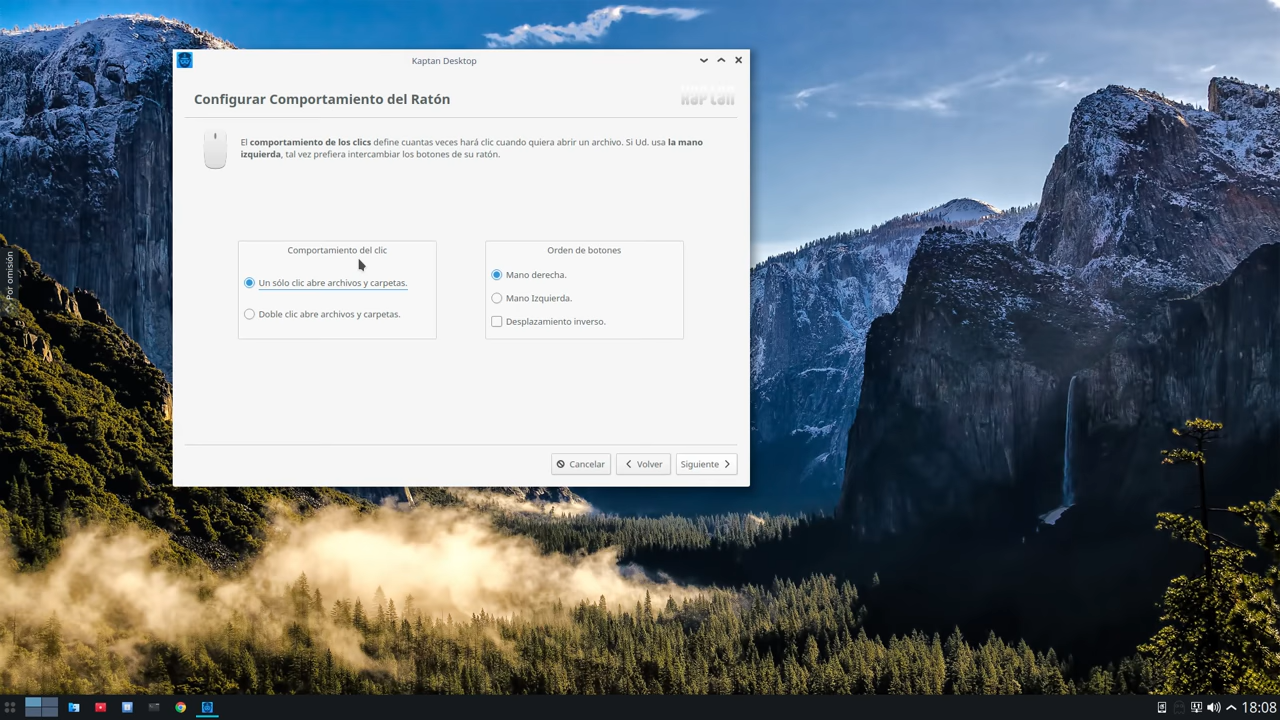 Kaptan Desktop
Configurar Comportamiento del Ratón
Kaptan
El comportamiento de los clics define cuantas veces hará clic cuando quiera abrir un archivo. Si Ud. usa la mano
izquierda, tal vez prefiera intercambiar los botones de su ratón.
Comportamiento del clic
Un sólo clic abre archivos y carpetas.
Doble clic abre archivos y carpetas.
Orden de botones
Mano derecha.
Mano Izquierda.
Desplazamiento inverso.
Cancelar
Volver
Siguiente
Por omisión
18:08